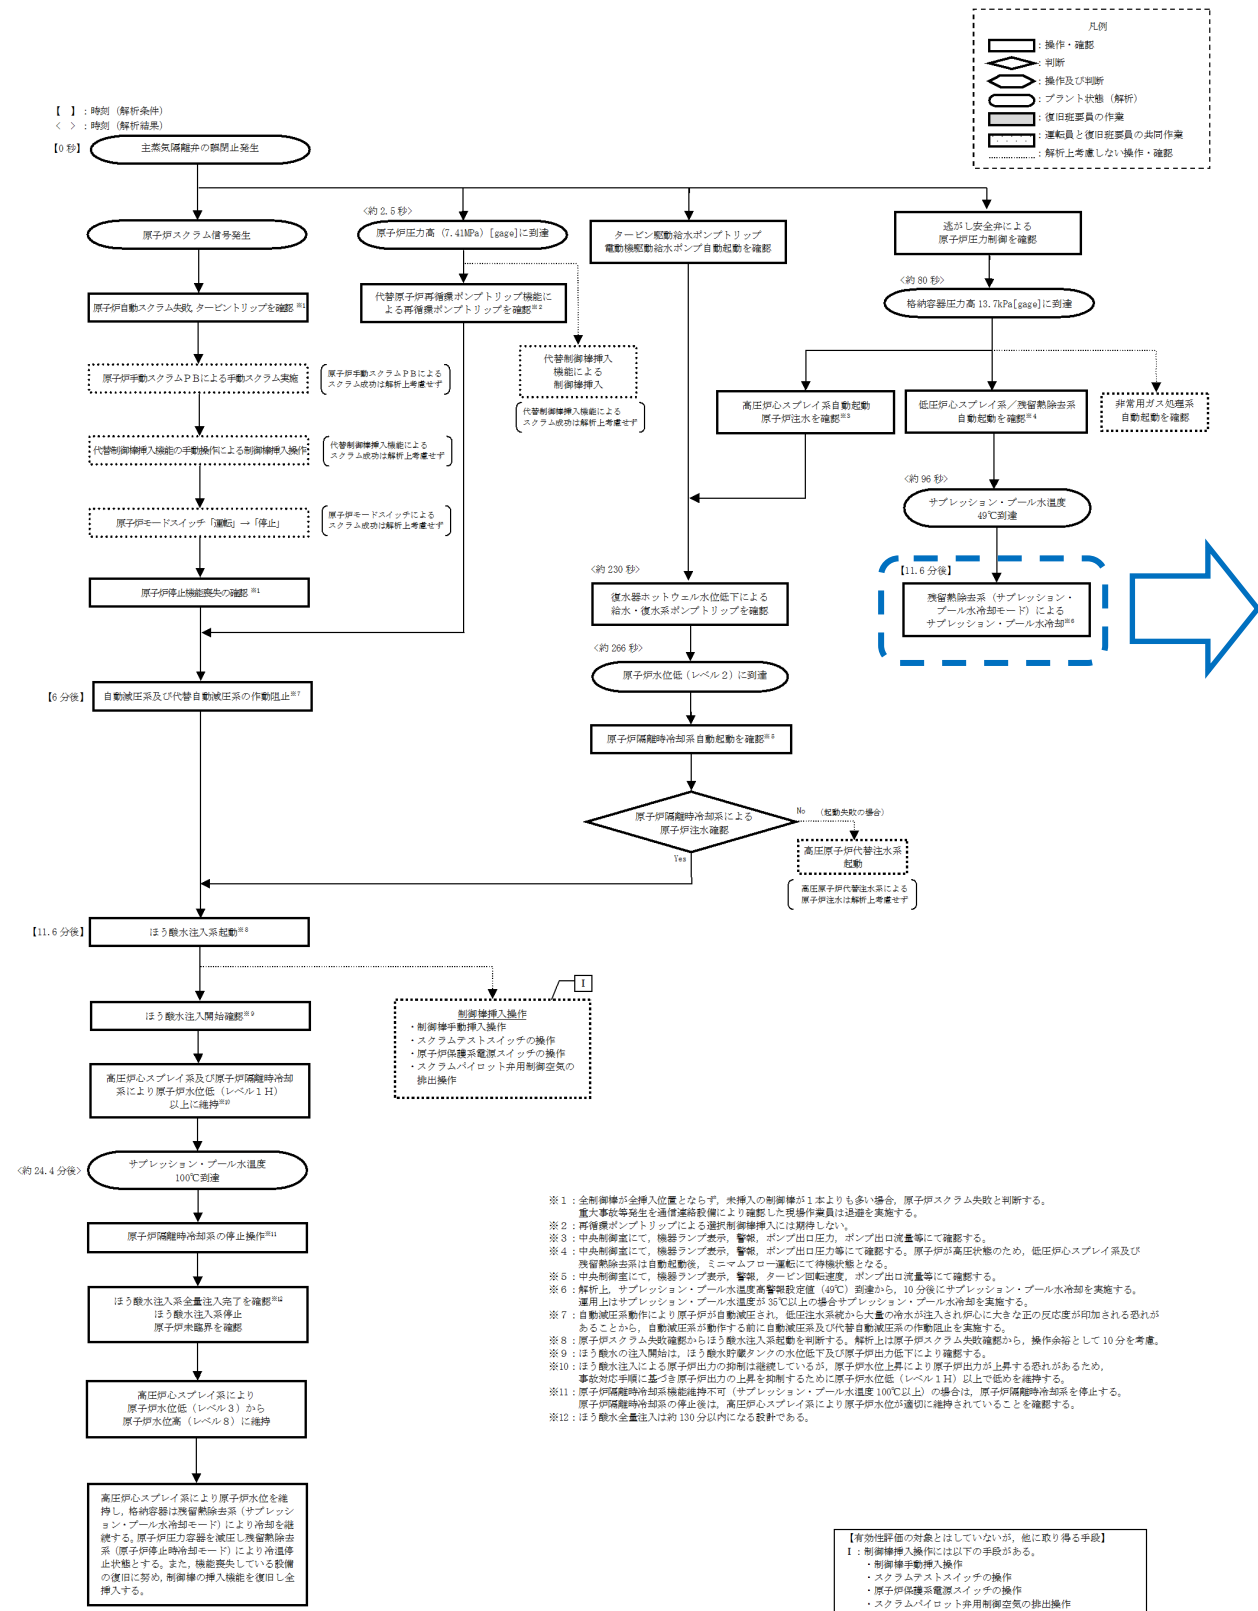 凡例
：操作・確認
：判断
：操作及び判断
：プラント状態（解析）
：復旧班要員の作業
：運転員と復旧班要員の共同作業
：解析上考慮しない操作・確認
【　】：時刻（解析条件）
〈　〉：時刻（解析結果）
【0秒】
主蒸気隔離弁の誤閉止発生
原子炉スクラム信号発生
原子炉自動スクラム失敗,タービントリップを確認 ※1
原子炉手動スクラムＰＢによる手動スクラム実施
原子炉手動スクラムＰＢによる
スクラム成功は解析上考慮せず
代替制御棒挿入機能の手動操作による制御棒挿入操作
代替制御棒挿入機能による
スクラム成功は解析上考慮せず
原子炉モードスイッチ「運転」→「停止」
原子炉モードスイッチによる
スクラム成功は解析上考慮せず
原子炉停止機能喪失の確認 ※1
〈約2.5秒〉
原子炉圧力高（7.41MPa）[gage]に到達
代替原子炉再循環ポンプトリップ機能に
よる再循環ポンプトリップを確認※2
代替制御棒挿入
機能による
制御棒挿入
代替制御棒挿入機能による
スクラム成功は解析上考慮せず
タービン駆動給水ポンプトリップ
電動機駆動給水ポンプ自動起動を確認
逃がし安全弁による
原子炉圧力制御を確認
〈約80秒〉
格納容器圧力高 13.7kPa[gage]に到達
高圧炉心スプレイ系自動起動
原子炉注水を確認※3
低圧炉心スプレイ系／残留熱除去系
自動起動を確認※4
非常用ガス処理系
自動起動を確認
〈約96秒〉
サプレッション・プール水温度
49℃到達
【11.6分後】
残留熱除去系（サプレッション・
プール水冷却モード）による
サプレッション・プール水冷却※6
〈約230秒〉
復水器ホットウェル水位低下による
給水・復水系ポンプトリップを確認
〈約266秒〉
原子炉水位低（レベル２）に到達
原子炉隔離時冷却系自動起動を確認※5
原子炉隔離時冷却系による
原子炉注水確認
No　（起動失敗の場合）
Yes
高圧原子炉代替注水系
起動
高圧原子炉代替注水系による
原子炉注水は解析上考慮せず
【6分後】
自動減圧系及び代替自動減圧系の作動阻止※7
【11.6分後】
ほう酸水注入系起動※8
ほう酸水注入開始確認※9
I
制御棒挿入操作
・制御棒手動挿入操作
・スクラムテストスイッチの操作
・原子炉保護系電源スイッチの操作
・スクラムパイロット弁用制御空気の
排出操作
高圧炉心スプレイ系及び原子炉隔離時冷却
系により原子炉水位低（レベル１Ｈ）
以上に維持※10
〈約24.4分後〉
サプレッション・プール水温度
100℃到達
原子炉隔離時冷却系の停止操作※11
ほう酸水注入系全量注入完了を確認※12
ほう酸水注入系停止
原子炉未臨界を確認
高圧炉心スプレイ系により
原子炉水位低（レベル３）から
原子炉水位高（レベル８）に維持
高圧炉心スプレイ系により原子炉水位を維
持し，格納容器は残留熱除去系（サプレッシ
ョン・プール水冷却モード）により冷却を継
続する。原子炉圧力容器を減圧し残留熱除去
系（原子炉停止時冷却モード）により冷温停
止状態とする。また，機能喪失している設備
の復旧に努め，制御棒の挿入機能を復旧し全
挿入する。
※１：全制御棒が全挿入位置とならず，未挿入の制御棒が１本よりも多い場合，原子炉スクラム失敗と判断する。
重大事故等発生を通信連絡設備により確認した現場作業員は退避を実施する。
※２：再循環ポンプトリップによる選択制御棒挿入には期待しない。
※３：中央制御室にて，機器ランプ表示，警報，ポンプ出口圧力，ポンプ出口流量等にて確認する。
※４：中央制御室にて，機器ランプ表示，警報，ポンプ出口圧力等にて確認する。原子炉が高圧状態のため，低圧炉心スプレイ系及び
残留熱除去系は自動起動後，ミニマムフロー運転にて待機状態となる。
※５：中央制御室にて，機器ランプ表示，警報，タービン回転速度，ポンプ出口流量等にて確認する。
※６：解析上，サプレッション・プール水温度高警報設定値（49℃）到達から，10分後にサプレッション・プール水冷却を実施する。
運用上はサプレッション・プール水温度が35℃以上の場合サプレッション・プール水冷却を実施する。
※７：自動減圧系動作により原子炉が自動減圧され，低圧注水系統から大量の冷水が注入され炉心に大きな正の反応度が印加される恐れが
あることから，自動減圧系が動作する前に自動減圧系及び代替自動減圧系の作動阻止を実施する。
※８：原子炉スクラム失敗確認からほう酸水注入系起動を判断する。解析上は原子炉スクラム失敗確認から，操作余裕として10分を考慮。
※９：ほう酸水の注入開始は，ほう酸水貯蔵タンクの水位低下及び原子炉出力低下により確認する。
※10：ほう酸水注入による原子炉出力の抑制は継続しているが，原子炉水位上昇により原子炉出力が上昇する恐れがあるため，
事故対応手順に基づき原子炉出力の上昇を抑制するために原子炉水位低（レベル１Ｈ）以上で低めを維持する。
※11：原子炉隔離時冷却系機能維持不可（サプレッション・プール水温度100℃以上）の場合は，原子炉隔離時冷却系を停止する。
原子炉隔離時冷却系の停止後は，高圧炉心スプレイ系により原子炉水位が適切に維持されていることを確認する。
※12：ほう酸水全量注入は約130分以内になる設計である。
【有効性評価の対象とはしていないが，他に取り得る手段】
Ⅰ：制御棒挿入操作には以下の手段がある。
・制御棒手動挿入操作
・スクラムテストスイッチの操作
・原子炉保護系電源スイッチの操作
・スクラムパイロット弁用制御空気の排出操作